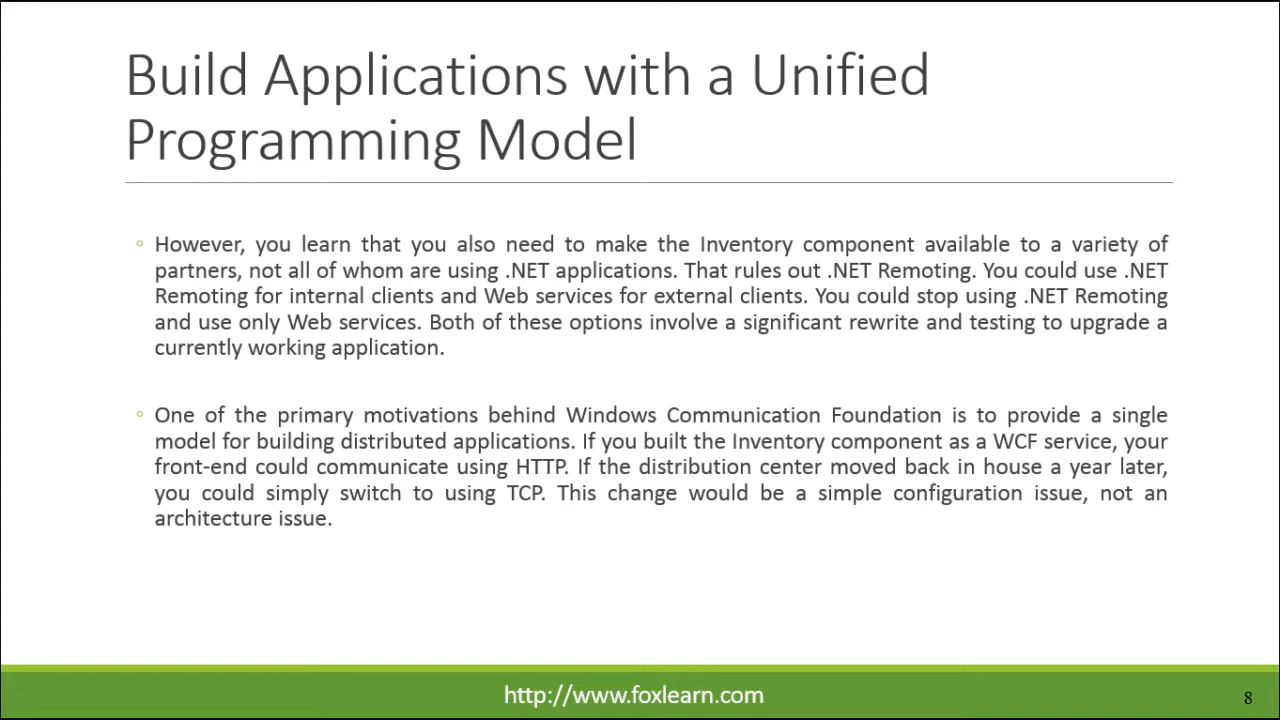 Build Applications with a Unified
Programming Model
◦ However, you learn that you also need to make the Inventory component available to a variety of
partners, not all of whom are using .NET applications. That rules out .NET Remoting. You could use .NET
Remoting for internal clients and Web services for external clients. You could stop using .NET Remoting
and use only Web services. Both of these options involve a significant rewrite and testing to upgrade a
currently working application.
◦ One of the primary motivations behind Windows Communication Foundation is to provide a single
model for building distributed applications. If you built the Inventory component as a WCF service, your
front-end could communicate using HTTP. If the distribution center moved back in house a year later,
you could simply switch to using TCP. This change would be a simple configuration issue, not an
architecture issue.
http://www.foxlearn.com
8